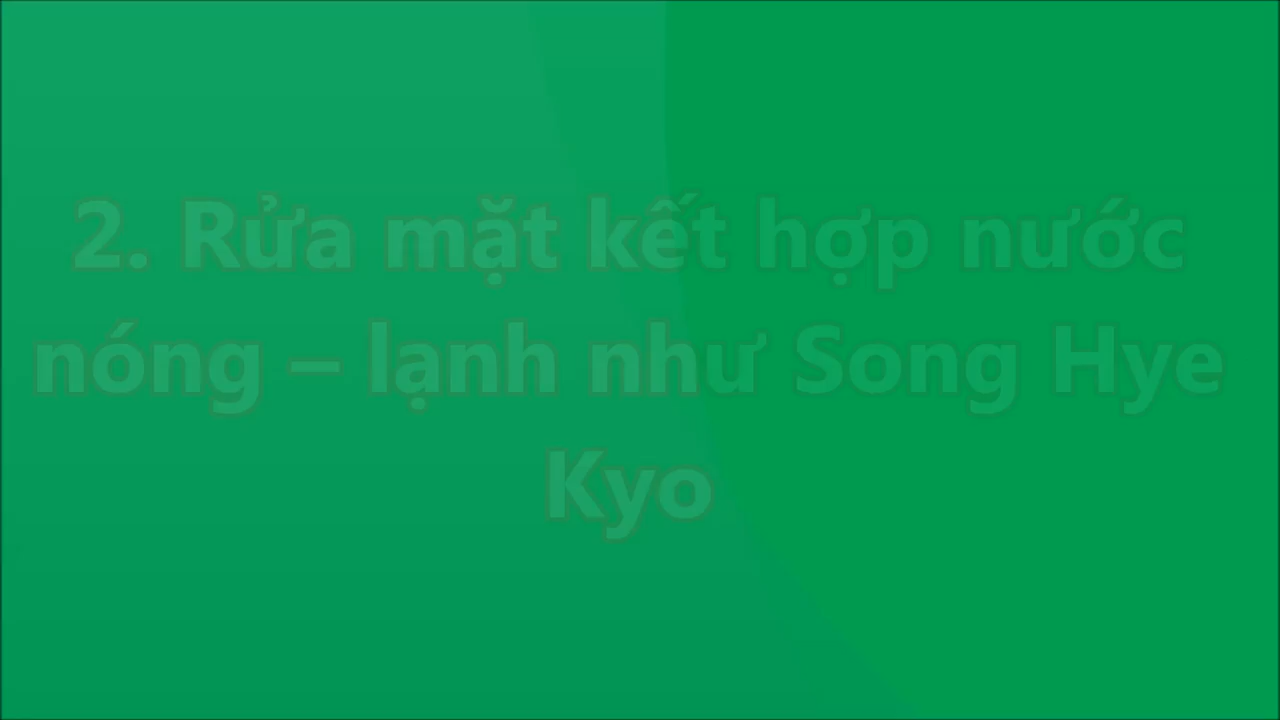 2. Rửa mặt kết hợp nước
nóng – lạnh như Song Hye
Kyo